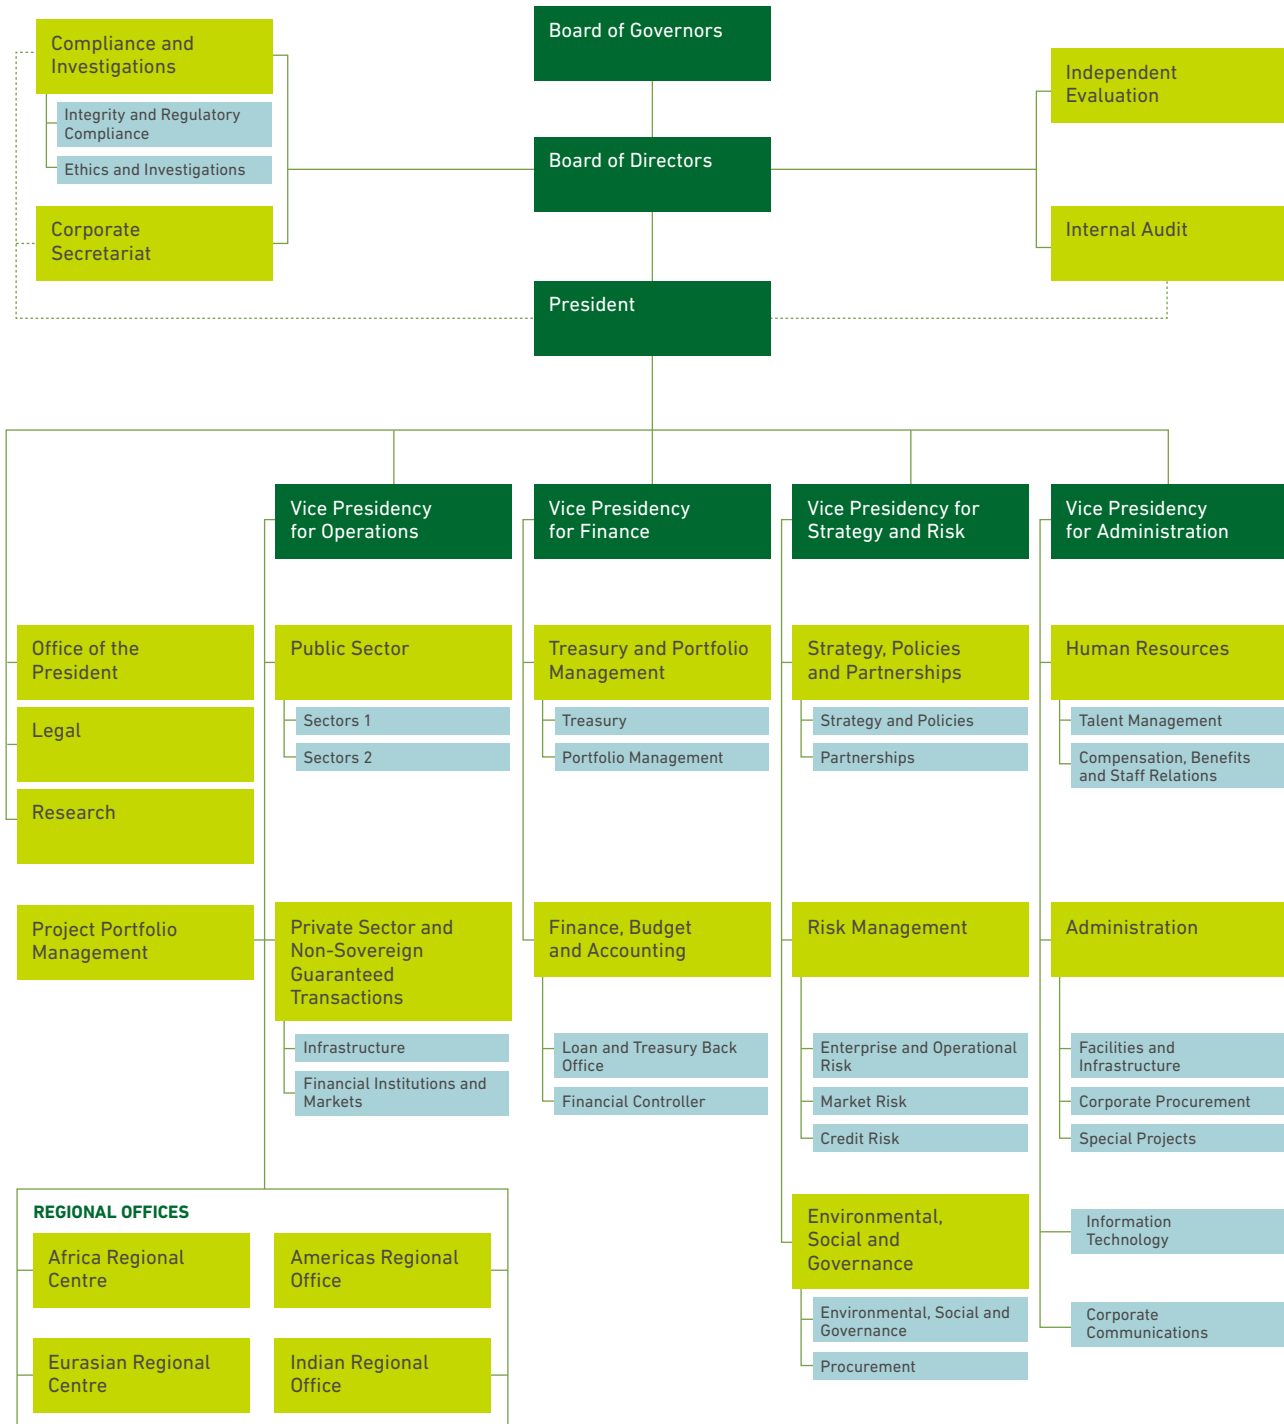 Compliance and
Investigations
Integrity and Regulatory
Compliance
Ethics and Investigations
Corporate
Secretariat
Board of Governors
Board of Directors
President
Independent
Evaluation
Internal Audit
Office of the
President
Legal
Research
Project Portfolio
Management
Vice Presidency
for Operations
Public Sector
Sectors 1
Sectors 2
Private Sector and
Non-Sovereign
Guaranteed
Transactions
Infrastructure
Financial Institutions and
Markets
REGIONAL OFFICES
Africa Regional
Centre
Americas Regional
Office
Eurasian Regional
Centre
Indian Regional
Office
Vice Presidency
for Finance
Treasury and Portfolio
Management
Treasury
Portfolio Management
Finance, Budget
and Accounting
Loan and Treasury Back
Office
Financial Controller
Vice Presidency for
Strategy and Risk
Strategy, Policies
and Partnerships
Strategy and Policies
Partnerships
Risk Management
Enterprise and Operational
Risk
Market Risk
Credit Risk
Environmental,
Social and
Governance
Environmental, Social and
Governance
Procurement
Vice Presidency
for Administration
Human Resources
Talent Management
Compensation, Benefits
and Staff Relations
Administration
Facilities and
Infrastructure
Corporate Procurement
Special Projects
Information
Technology
Corporate
Communications